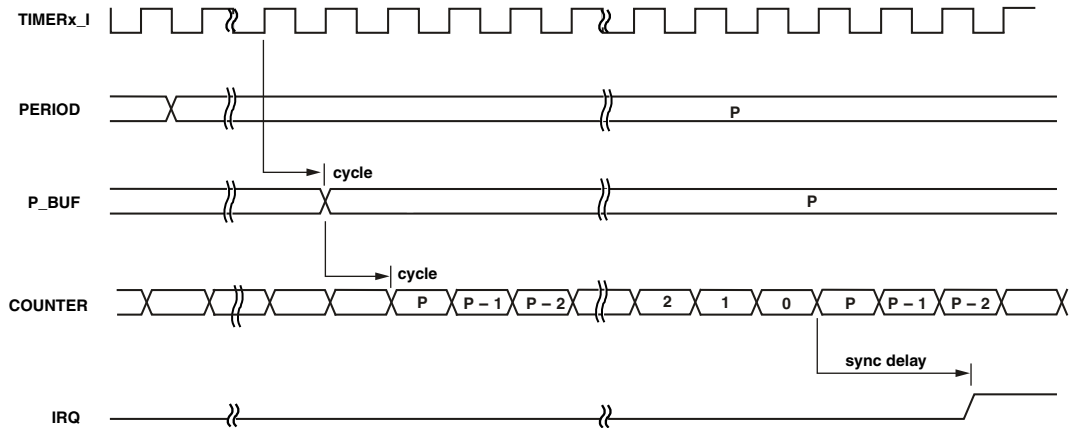 TIMERx_I
PERIOD
P
cycle
P_BUF
P
cycle
COUNTER
P P – 1 P – 2 2 1 0 P P – 1 P – 2
sync delay
IRQ